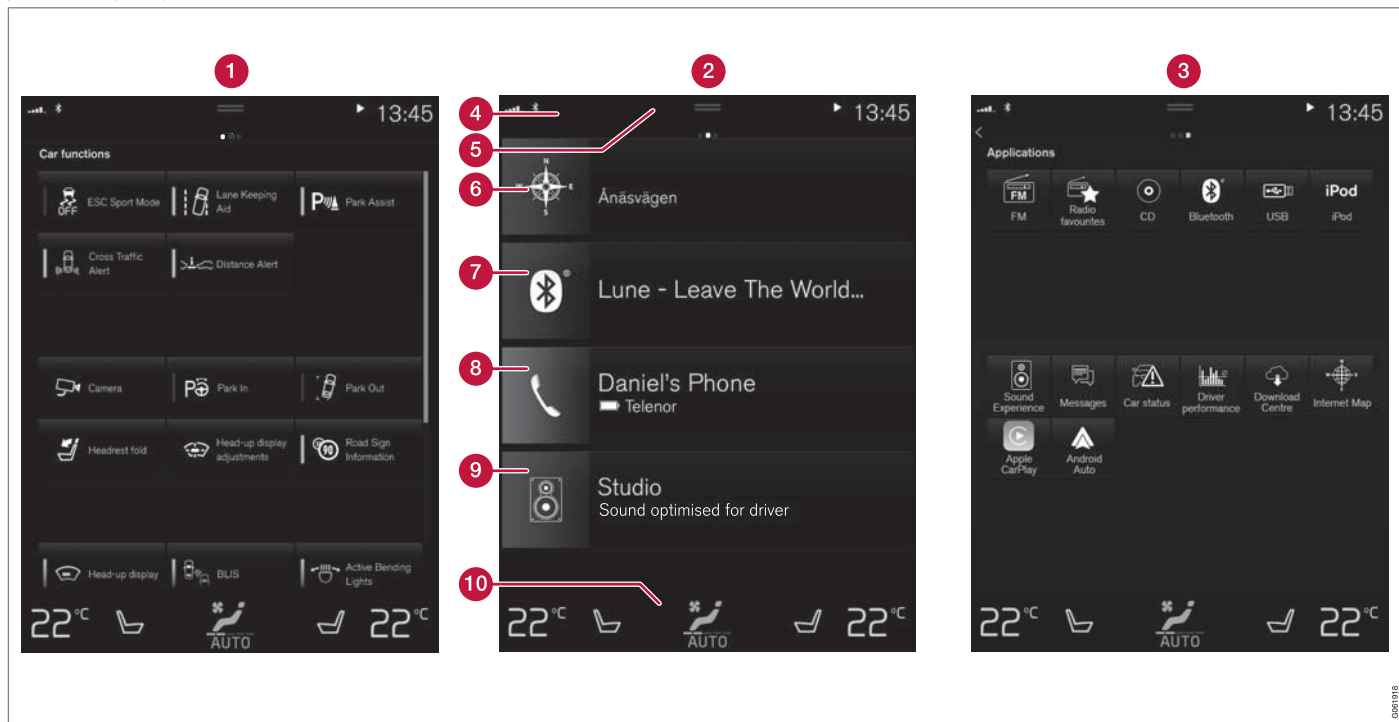 1
2
3
13:45
Car functions
ESC Sport Mode
OFF
Lane Keeping
Aid
Park Assist
Cross Traffic
Alert
Distance Alert
Camera
Park In
Park Out
Headrest fold
Head-up display
adjustments
90
Road Sign
Information
Head-up display
BLIS
Active Bending
Lights
22°C
AUTO
22°C
4
5
6
7
8
9
10
13:45
N
W
E
S
Ånäsvägen
Lune - Leave The World...
Daniel's Phone
Telenor
Studio
Sound optimised for driver
22°C
AUTO
22°C
13:45
Applications
FM
FM
Radio
favourites
CD
Bluetooth
USB
iPod
iPod
Sound
Experience
Messages
Car status
Driver
performance
Download
Centre
Internet Map
Apple
CarPlay
Android
Auto
22°C
AUTO
22°C
G061918